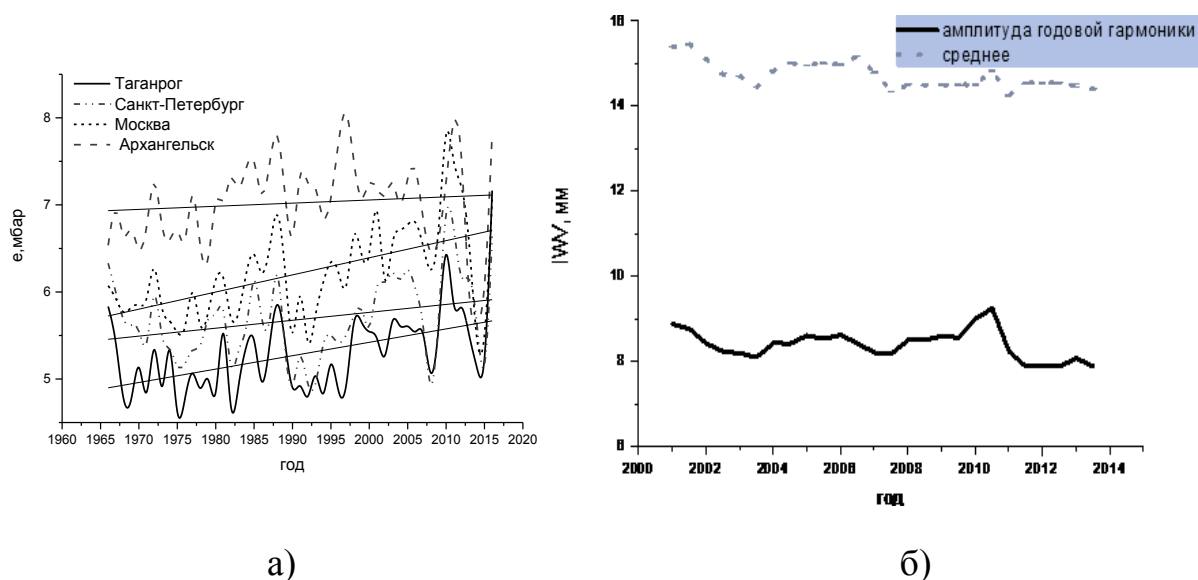 Таганрог
Санкт-Петербург
Москва
Архангельск
е,мбар
8
7
6
5
1960 1965 1970 1975 1980 1985 1990 1995 2000 2005 2010 2015 2020
год
а)
амплитуда годовой гармоники
среднее
IWV, мм
16
14
12
10
8
6
2000 2002 2004 2006 2008 2010 2012 2014
год
б)